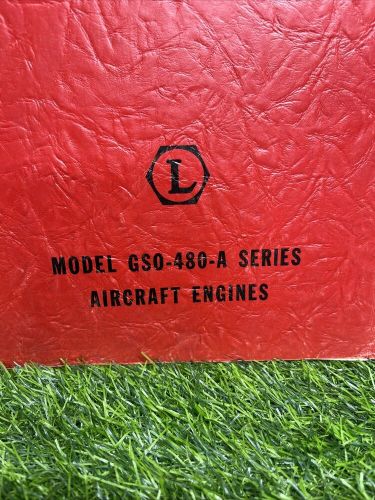 L
MODEL GSO-480-A SERIES
AIRCRAFT ENGINES